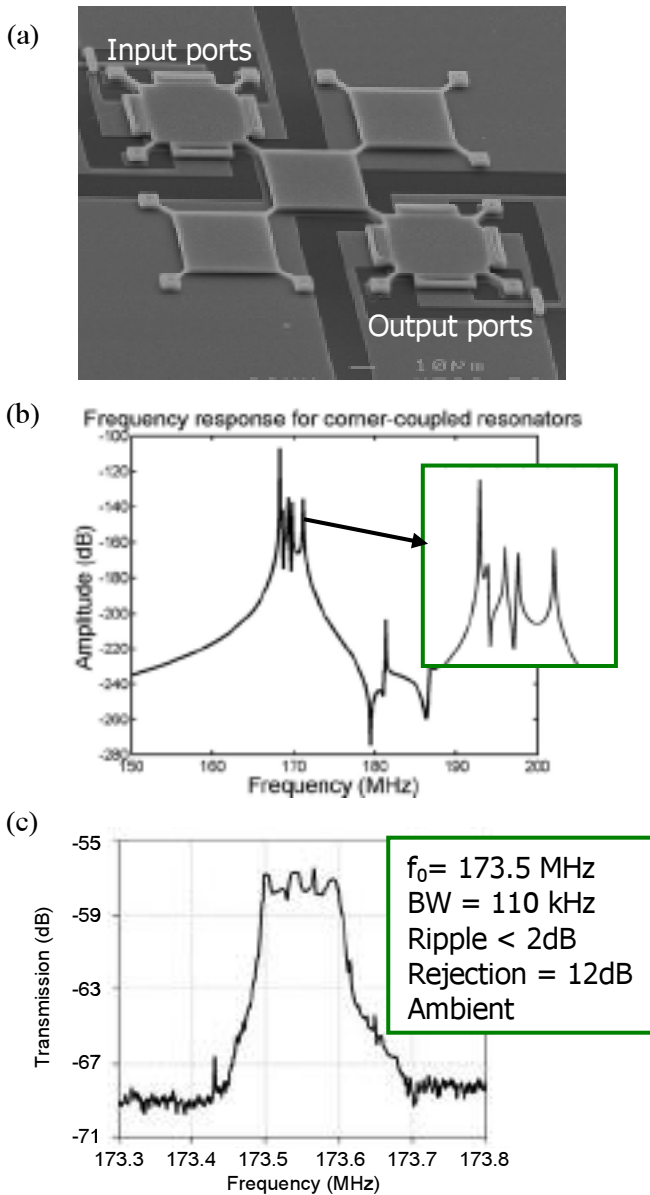 (a)
Input ports
Output ports
10µm
(b)
Frequency response for corner-coupled resonators
-100
-120
-140
-160
-180
-200
-220
-240
-260
-280
Amplitude (dB)
150
160
170
180
190
200
Frequency (MHz)
(c)
-55
-59
-63
-67
-71
Transmission (dB)
f₀= 173.5 MHz
BW = 110 kHz
Ripple < 2dB
Rejection = 12dB
Ambient
173.3
173.4
173.5
173.6
173.7
173.8
Frequency (MHz)